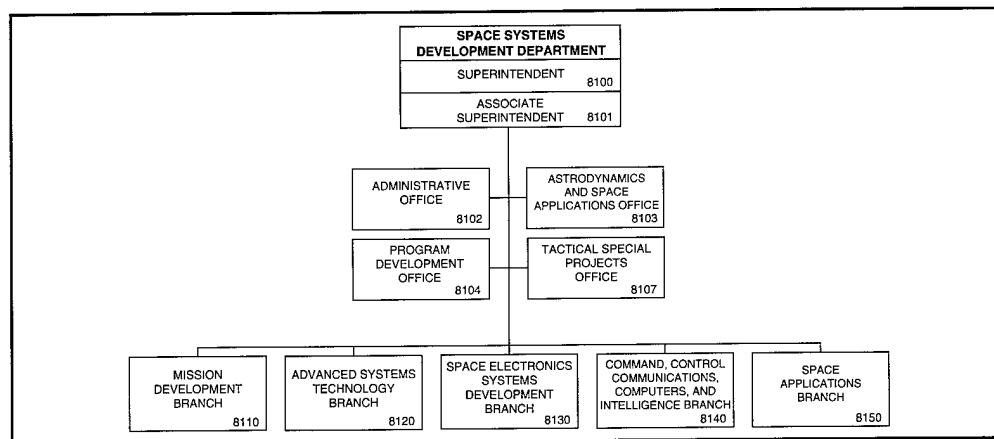 SPACE SYSTEMS
DEVELOPMENT DEPARTMENT
SUPERINTENDENT
8100
ASSOCIATE
SUPERINTENDENT
8101
ADMINISTRATIVE
OFFICE
8102
ASTRODYNAMICS
AND SPACE
APPLICATIONS OFFICE
8103
PROGRAM
DEVELOPMENT
OFFICE
8104
TACTICAL SPECIAL
PROJECTS
OFFICE
8107
MISSION
DEVELOPMENT
BRANCH
8110
ADVANCED SYSTEMS
TECHNOLOGY
BRANCH
8120
SPACE ELECTRONICS
SYSTEMS
DEVELOPMENT
BRANCH
8130
COMMAND, CONTROL
COMMUNICATIONS,
COMPUTERS, AND
INTELLIGENCE BRANCH
8140
SPACE
APPLICATIONS
BRANCH
8150